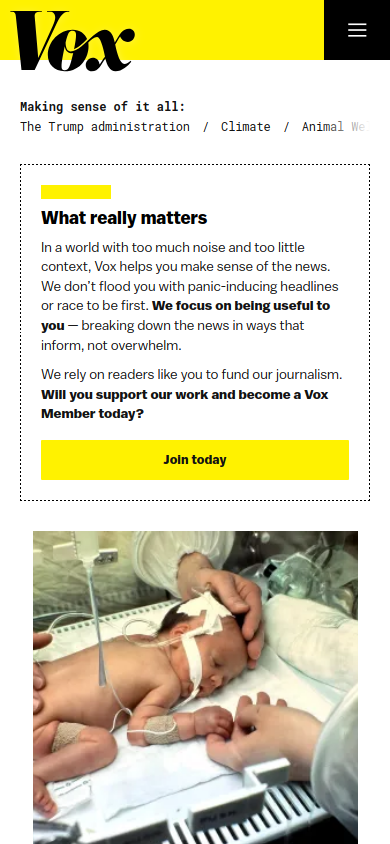 Vox
Making sense of it all:
The Trump administration / Climate / Animal We
What really matters
In a world with too much noise and too little
context, Vox helps you make sense of the news.
We don't flood you with panic-inducing headlines
or race to be first. We focus on being useful to
you — breaking down the news in ways that
inform, not overwhelm.
We rely on readers like you to fund our journalism.
Will you support our work and become a Vox
Member today?
Join today